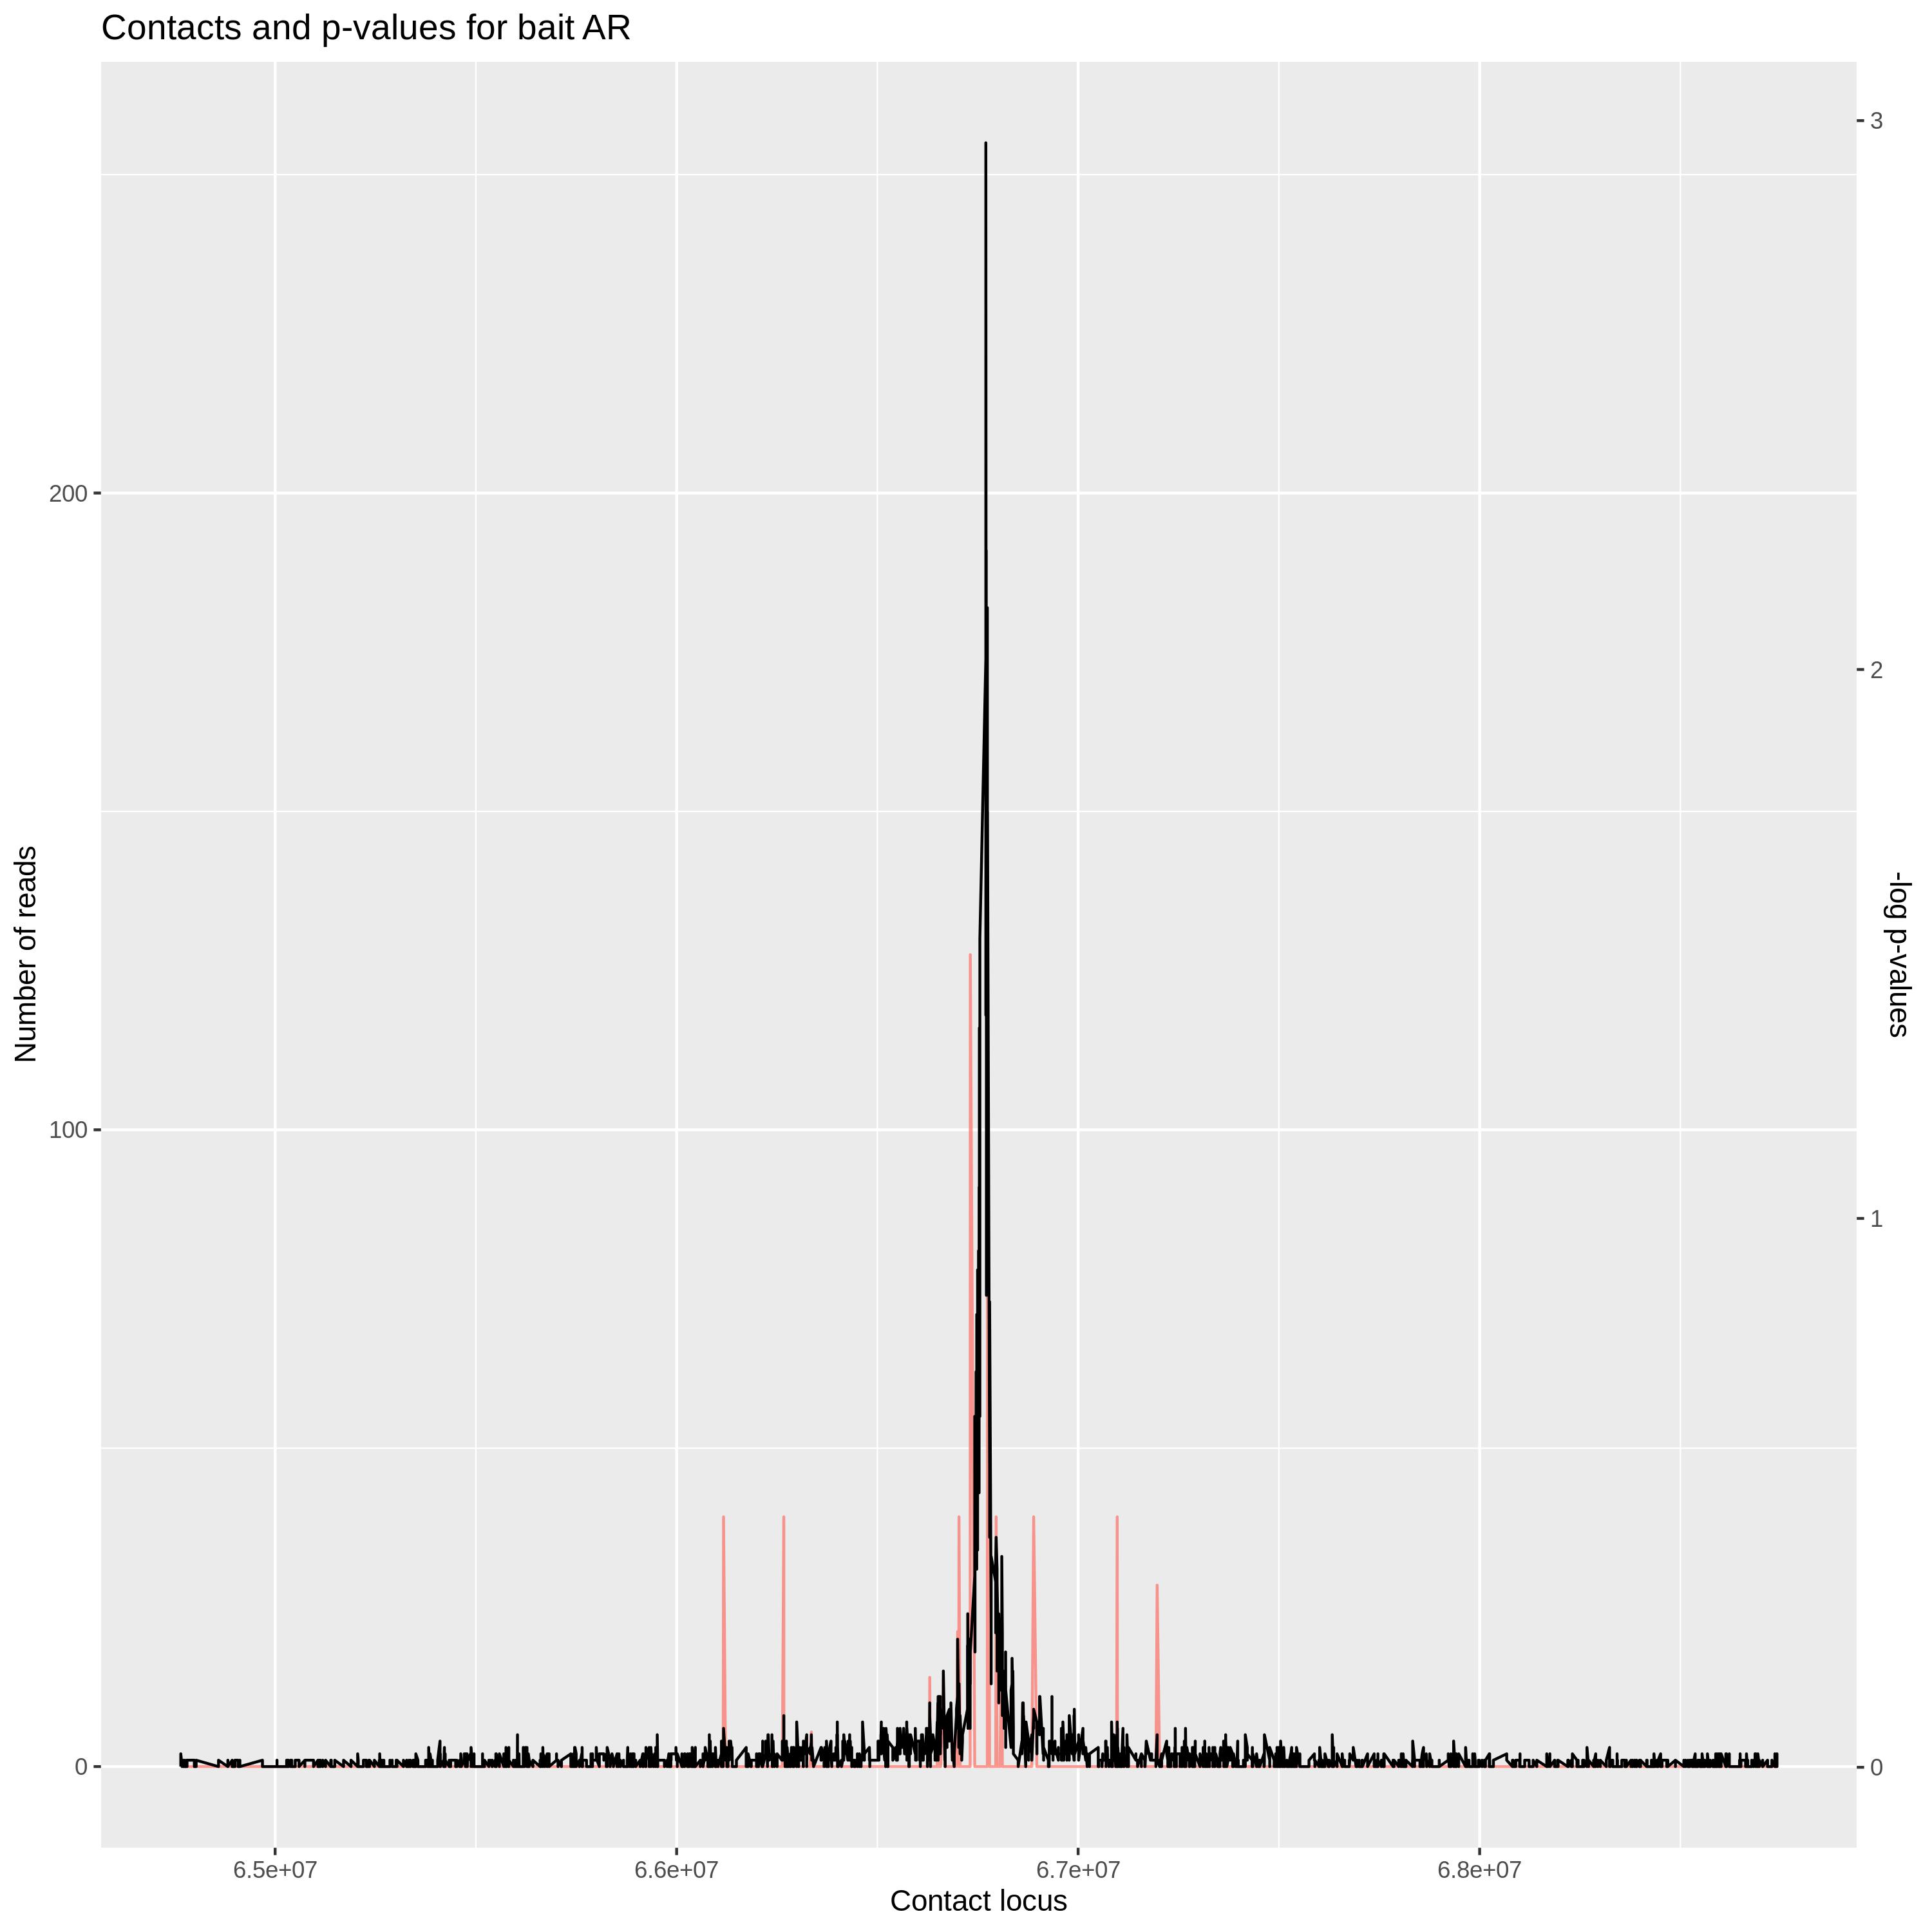 Contacts and p-values for bait AR
3
200
2
Number of reads
-log p-values
100
1
0
0
6.5e+07
6.6e+07
6.7e+07
6.8e+07
Contact locus